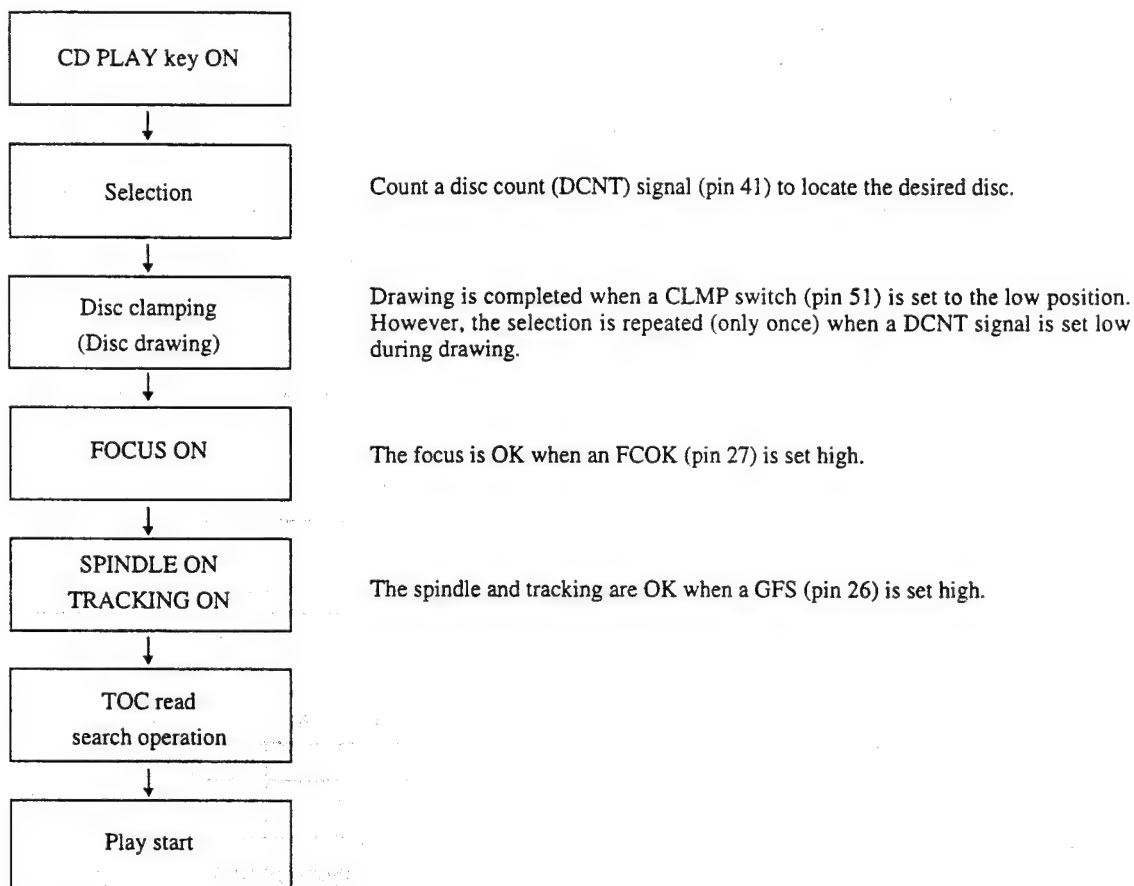 CD PLAY key ON
Selection
Count a disc count (DCNT) signal (pin 41) to locate the desired disc.
Disc clamping
(Disc drawing)
Drawing is completed when a CLMP switch (pin 51) is set to the low position.
However, the selection is repeated (only once) when a DCNT signal is set low
during drawing.
FOCUS ON
The focus is OK when an FCOK (pin 27) is set high.
SPINDLE ON
TRACKING ON
The spindle and tracking are OK when a GFS (pin 26) is set high.
TOC read
search operation
Play start